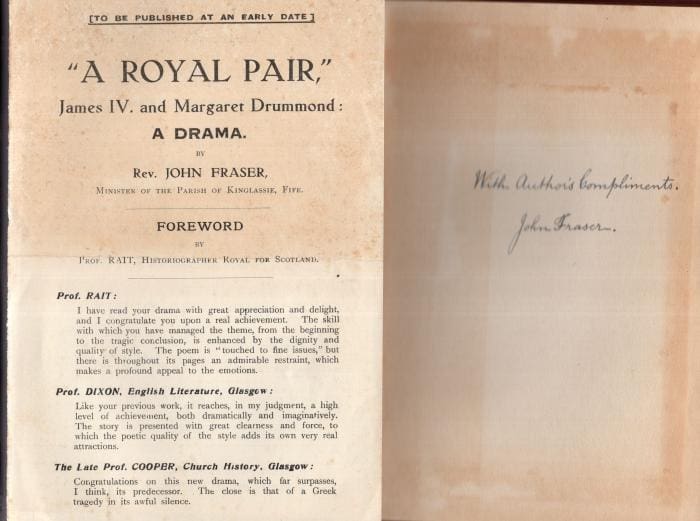 [TO BE PUBLISHED AT AN EARLY DATE]
"A ROYAL PAIR,"
James IV. and Margaret Drummond:
A DRAMA.
BY
Rev. JOHN FRASER,
Minister of the Parish of Kinglassie, Fife.
FOREWORD
BY
Prof. RAIT, Historiographer Royal for Scotland.
Prof. RAIT:
I have read your drama with great appreciation and delight,
and I congratulate you upon a real achievement. The skill
with which you have managed the theme, from the beginning
to the tragic conclusion, is enhanced by the dignity and
quality of style. The poem is "touched to fine issues," but
there is throughout its pages an admirable restraint, which
makes a profound appeal to the emotions.
Prof. DIXON, English Literature, Glasgow:
Like your previous work, it reaches, in my judgment, a high
level of achievement, both dramatically and imaginatively.
The story is presented with great clearness and force, to
which the poetic quality of the style adds its own very real
attractions.
The Late Prof. COOPER, Church History, Glasgow:
Congratulations on this new drama, which far surpasses,
I think, its predecessor. The close is that of a Greek
tragedy in its awful silence.
With Author's Compliments.
John Fraser.